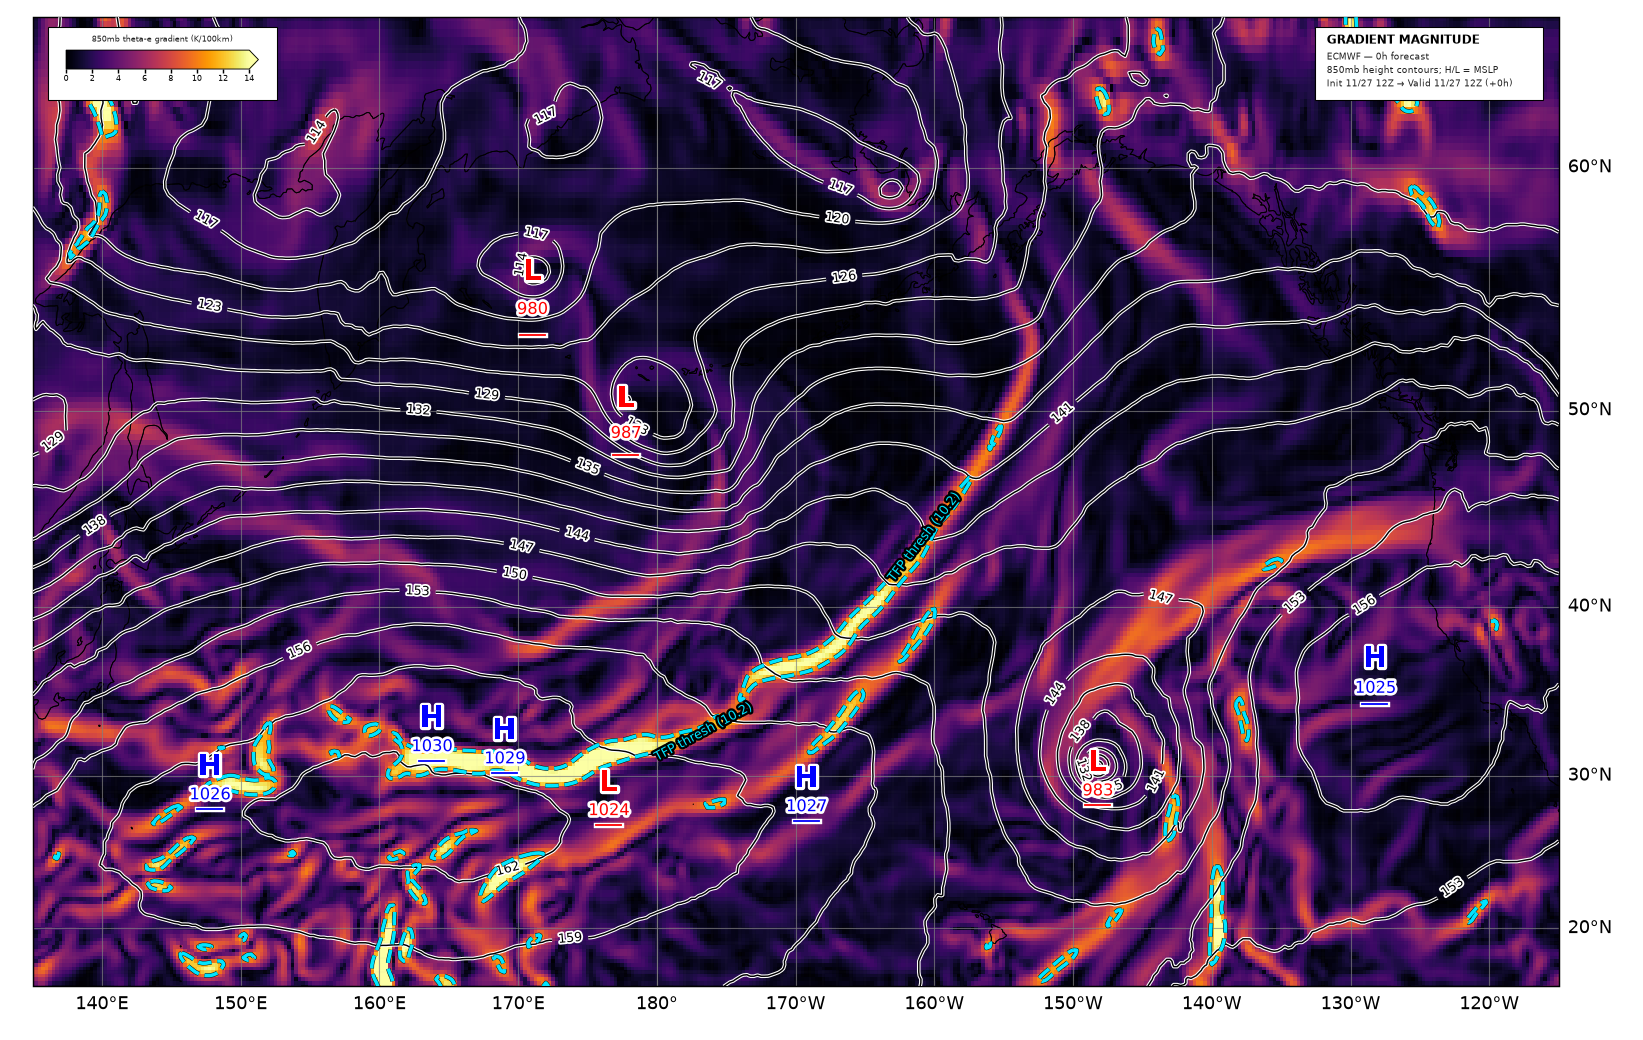 850mb theta-e gradient (K/100km)
0 2 4 6 8 10 12 14
GRADIENT MAGNITUDE
ECMWF — 0h forecast
850mb height contours; H/L = MSLP
Init 11/27 12Z → Valid 11/27 12Z (+0h)
117
117
114
117
117
120
117
114
L
980
126
123
129
132
L
987
135
129
138
141
144
147
150
153
156
TFP thresh (10.2)
TFP thresh (10.2)
147
153
156
144
138
141
H
1025
H
1030
H
1029
H
1026
L
1024
H
1027
L
983
162
159
153
60°N
50°N
40°N
30°N
20°N
140°E 150°E 160°E 170°E 180° 170°W 160°W 150°W 140°W 130°W 120°W